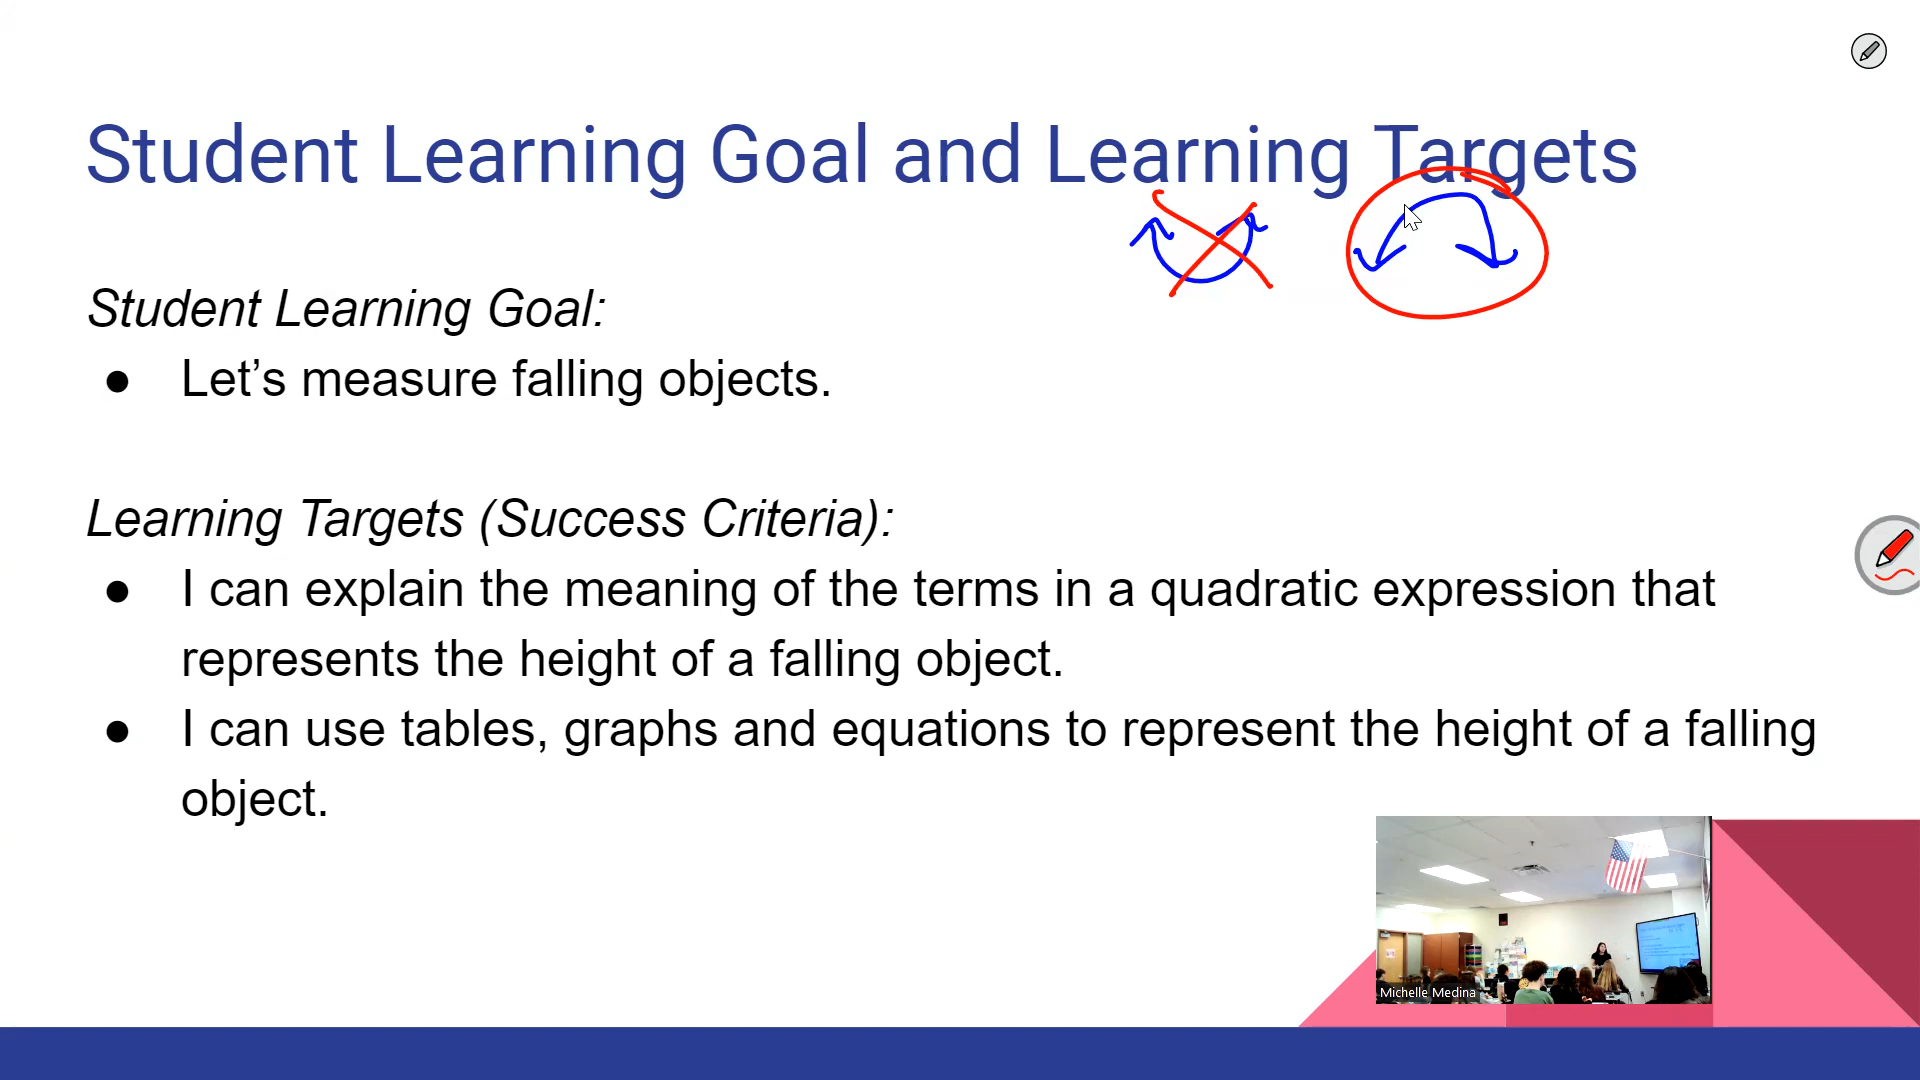 Student Learning Goal and Learning Targets
Student Learning Goal:
● Let’s measure falling objects.
Learning Targets (Success Criteria):
● I can explain the meaning of the terms in a quadratic expression that
represents the height of a falling object.
● I can use tables, graphs and equations to represent the height of a falling
object.
Michelle Medina